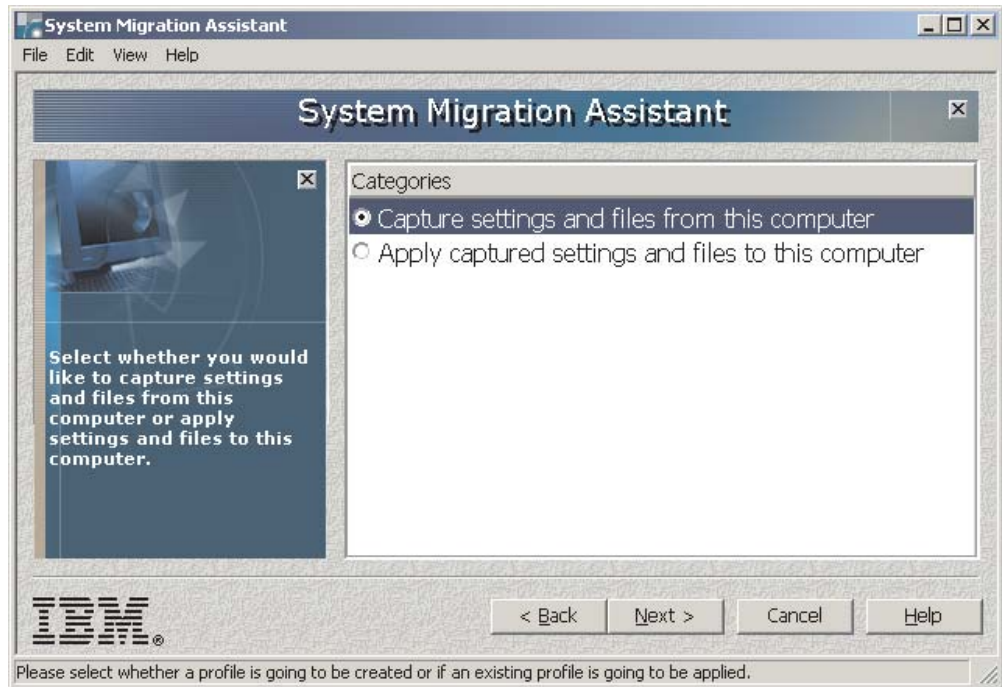 System Migration Assistant
File Edit View Help
System Migration Assistant
Select whether you would
like to capture settings
and files from this
computer or apply
settings and files to this
computer.
Categories
Capture settings and files from this computer
Apply captured settings and files to this computer
IBM®
< Back Next > Cancel Help
Please select whether a profile is going to be created or if an existing profile is going to be applied.